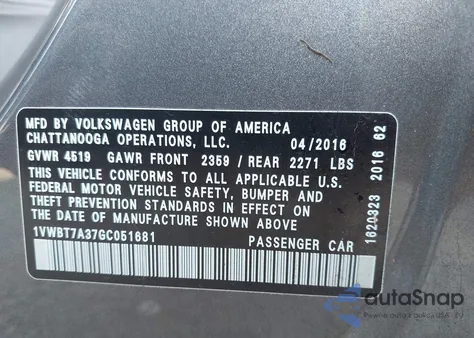 MFD BY VOLKSWAGEN GROUP OF AMERICA
CHATTANOOGA OPERATIONS, LLC. 04/2016
GVWR 4519 GAWR FRONT 2359 / REAR 2271 LBS
THIS VEHICLE CONFORMS TO ALL APPLICABLE U.S.
FEDERAL MOTOR VEHICLE SAFETY, BUMPER AND
THEFT PREVENTION STANDARDS IN EFFECT ON
THE DATE OF MANUFACTURE SHOWN ABOVE.
1VWBT7A37GC051681 PASSENGER CAR
1620323 2016 62
autaSnap